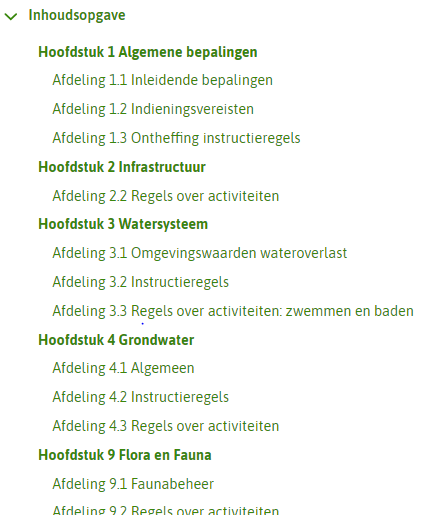 Inhoudsopgave
Hoofdstuk 1 Algemene bepalingen
Afdeling 1.1 Inleidende bepalingen
Afdeling 1.2 Indieningsvereisten
Afdeling 1.3 Ontheffing instructieregels
Hoofdstuk 2 Infrastructuur
Afdeling 2.2 Regels over activiteiten
Hoofdstuk 3 Watersysteem
Afdeling 3.1 Omgevingswaarden wateroverlast
Afdeling 3.2 Instructieregels
Afdeling 3.3 Regels over activiteiten: zwemmen en baden
Hoofdstuk 4 Grondwater
Afdeling 4.1 Algemeen
Afdeling 4.2 Instructieregels
Afdeling 4.3 Regels over activiteiten
Hoofdstuk 9 Flora en Fauna
Afdeling 9.1 Faunabeheer
Afdeling 9.2 Regels over activiteiten